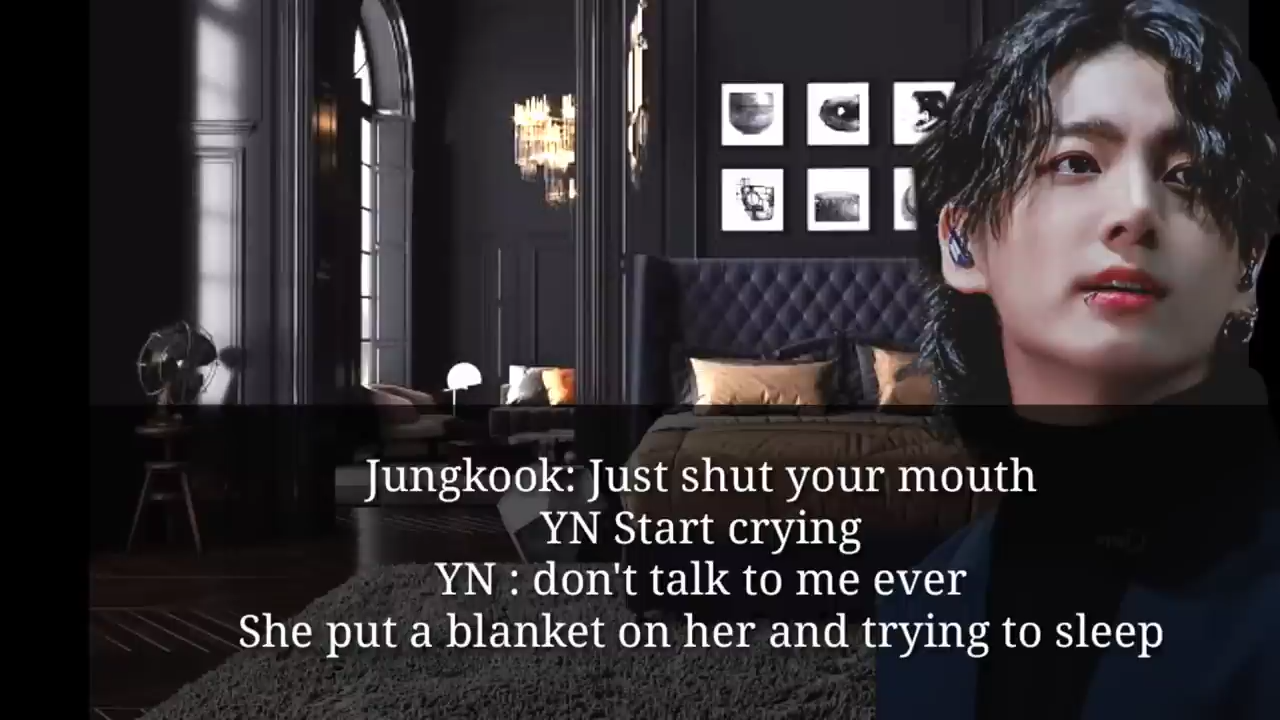 Jungkook: Just shut your mouth
YN Start crying
YN : don't talk to me ever
She put a blanket on her and trying to sleep